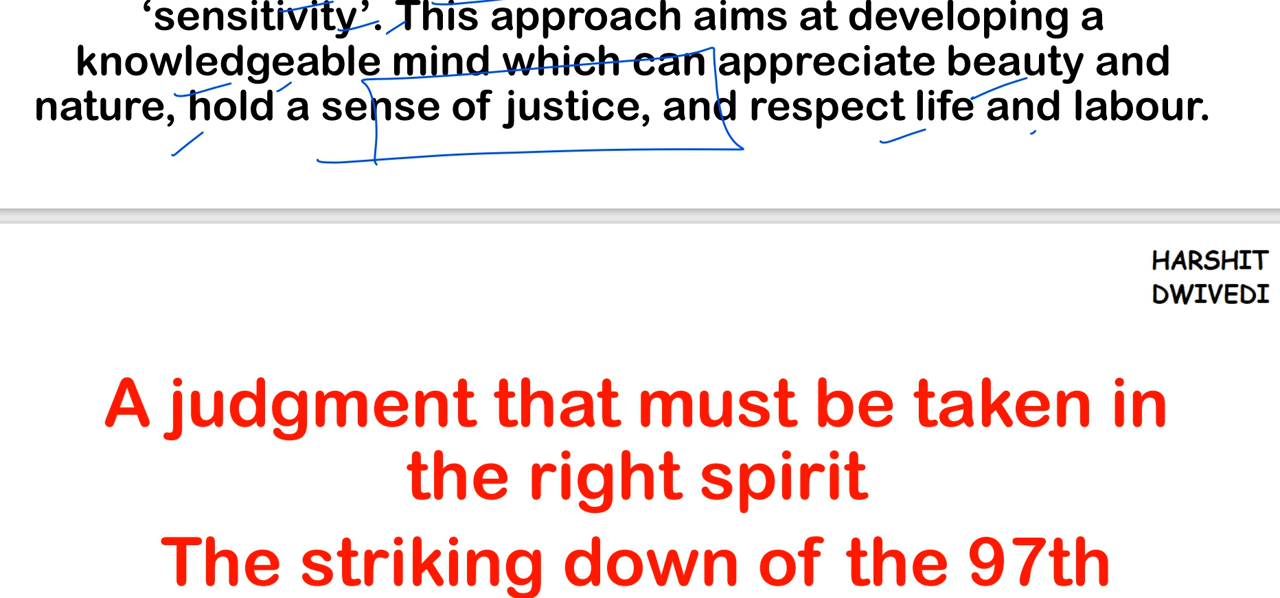 ‘sensitivity’. This approach aims at developing a
knowledgeable mind which can appreciate beauty and
nature, hold a sense of justice, and respect life and labour.
HARSHIT
DWIVEDI
A judgment that must be taken in
the right spirit
The striking down of the 97th